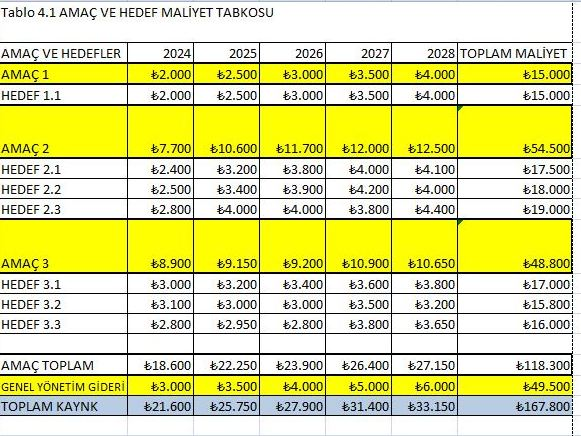 Tablo 4.1 AMAÇ VE HEDEF MALİYET TABKOSU
AMAÇ VE HEDEFLER 2024 2025 2026 2027 2028 TOPLAM MALİYET
AMAÇ 1 ₺2.000 ₺2.500 ₺3.000 ₺3.500 ₺4.000 ₺15.000
HEDEF 1.1 ₺2.000 ₺2.500 ₺3.000 ₺3.500 ₺4.000 ₺15.000
AMAÇ 2 ₺7.700 ₺10.600 ₺11.700 ₺12.000 ₺12.500 ₺54.500
HEDEF 2.1 ₺2.400 ₺3.200 ₺3.800 ₺4.000 ₺4.100 ₺17.500
HEDEF 2.2 ₺2.500 ₺3.400 ₺3.900 ₺4.200 ₺4.000 ₺18.000
HEDEF 2.3 ₺2.800 ₺4.000 ₺4.000 ₺3.800 ₺4.400 ₺19.000
AMAÇ 3 ₺8.900 ₺9.150 ₺9.200 ₺10.900 ₺10.650 ₺48.800
HEDEF 3.1 ₺3.000 ₺3.200 ₺3.400 ₺3.600 ₺3.800 ₺17.000
HEDEF 3.2 ₺3.100 ₺3.000 ₺3.000 ₺3.500 ₺3.200 ₺15.800
HEDEF 3.3 ₺2.800 ₺2.950 ₺2.800 ₺3.800 ₺3.650 ₺16.000
AMAÇ TOPLAM ₺18.600 ₺22.250 ₺23.900 ₺26.400 ₺27.150 ₺118.300
GENEL YÖNETİM GİDERİ ₺3.000 ₺3.500 ₺4.000 ₺5.000 ₺6.000 ₺49.500
TOPLAM KAYNK ₺21.600 ₺25.750 ₺27.900 ₺31.400 ₺33.150 ₺167.800